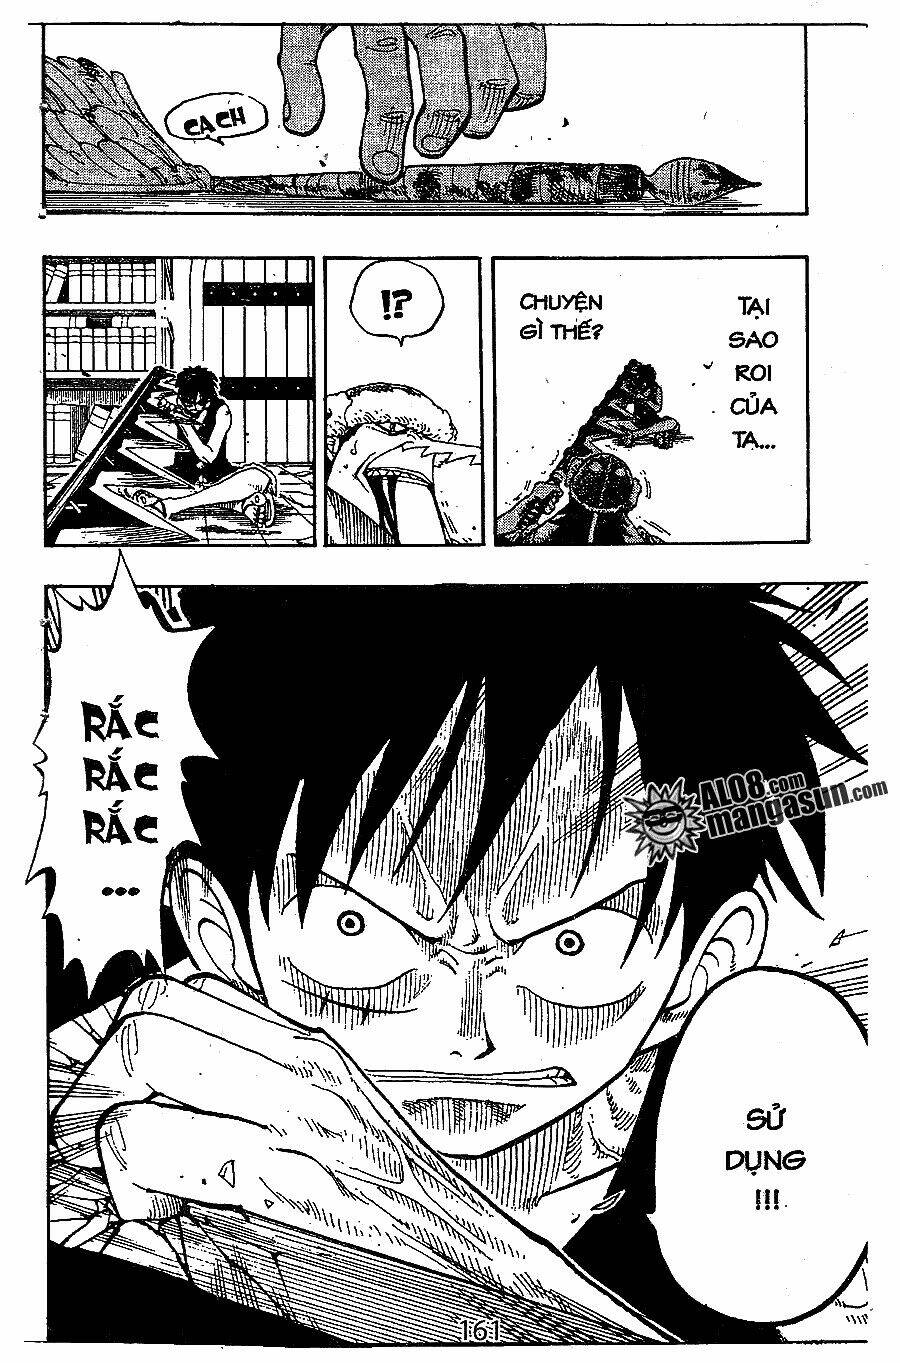 CẠCH
CHUYỆN
GÌ THẾ?
TẠI
SAO
ROI
CỦA
TA...
!?
RẮC
RẮC
RẮC
...
AL08.com
mangasun.com
SỬ
DỤNG
!!!
161